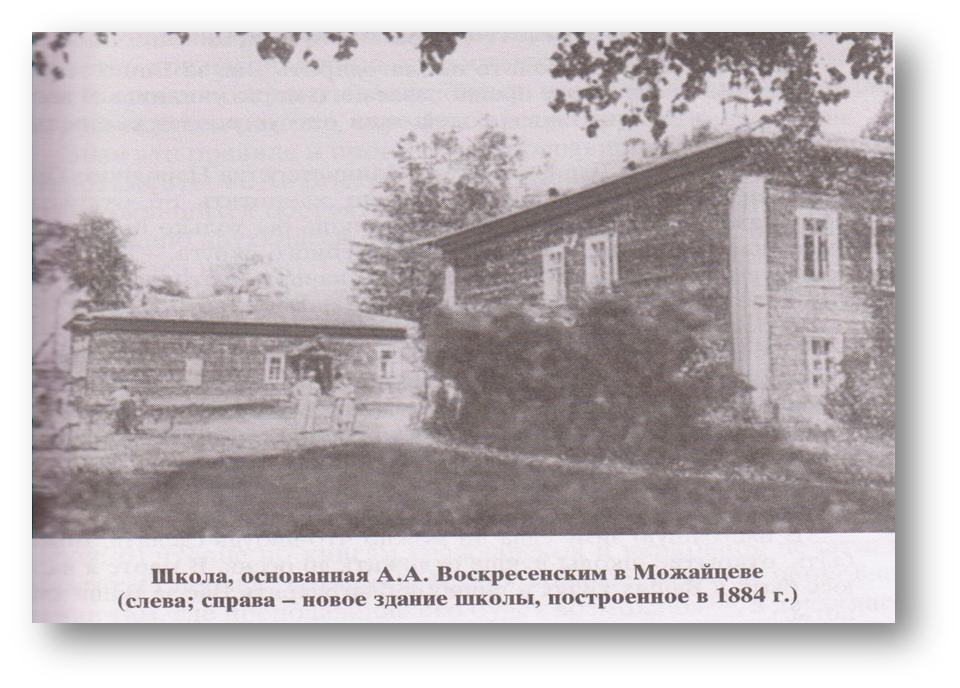 Школа, основанная А.А. Воскресенским в Можайцеве
(слева; справа – новое здание школы, построенное в 1884 г.)